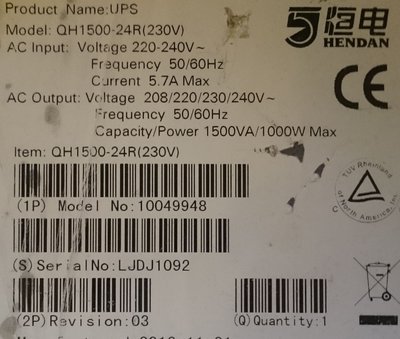 Product Name:UPS
Model: QH1500-24R(230V)
AC Input: Voltage 220-240V~
Frequency 50/60Hz
Current 5.7A Max
AC Output: Voltage 208/220/230/240V~
Frequency 50/60Hz
Capacity/Power 1500VA/1000W Max
Item: QH1500-24R(230V)
(1P) Model No:10049948
(S) SerialNo:LJDJ1092
(2P)Revision:03
(Q)Quantity:1
恒电
HENDAN
CE
TUV Rheinland
of North America, Inc